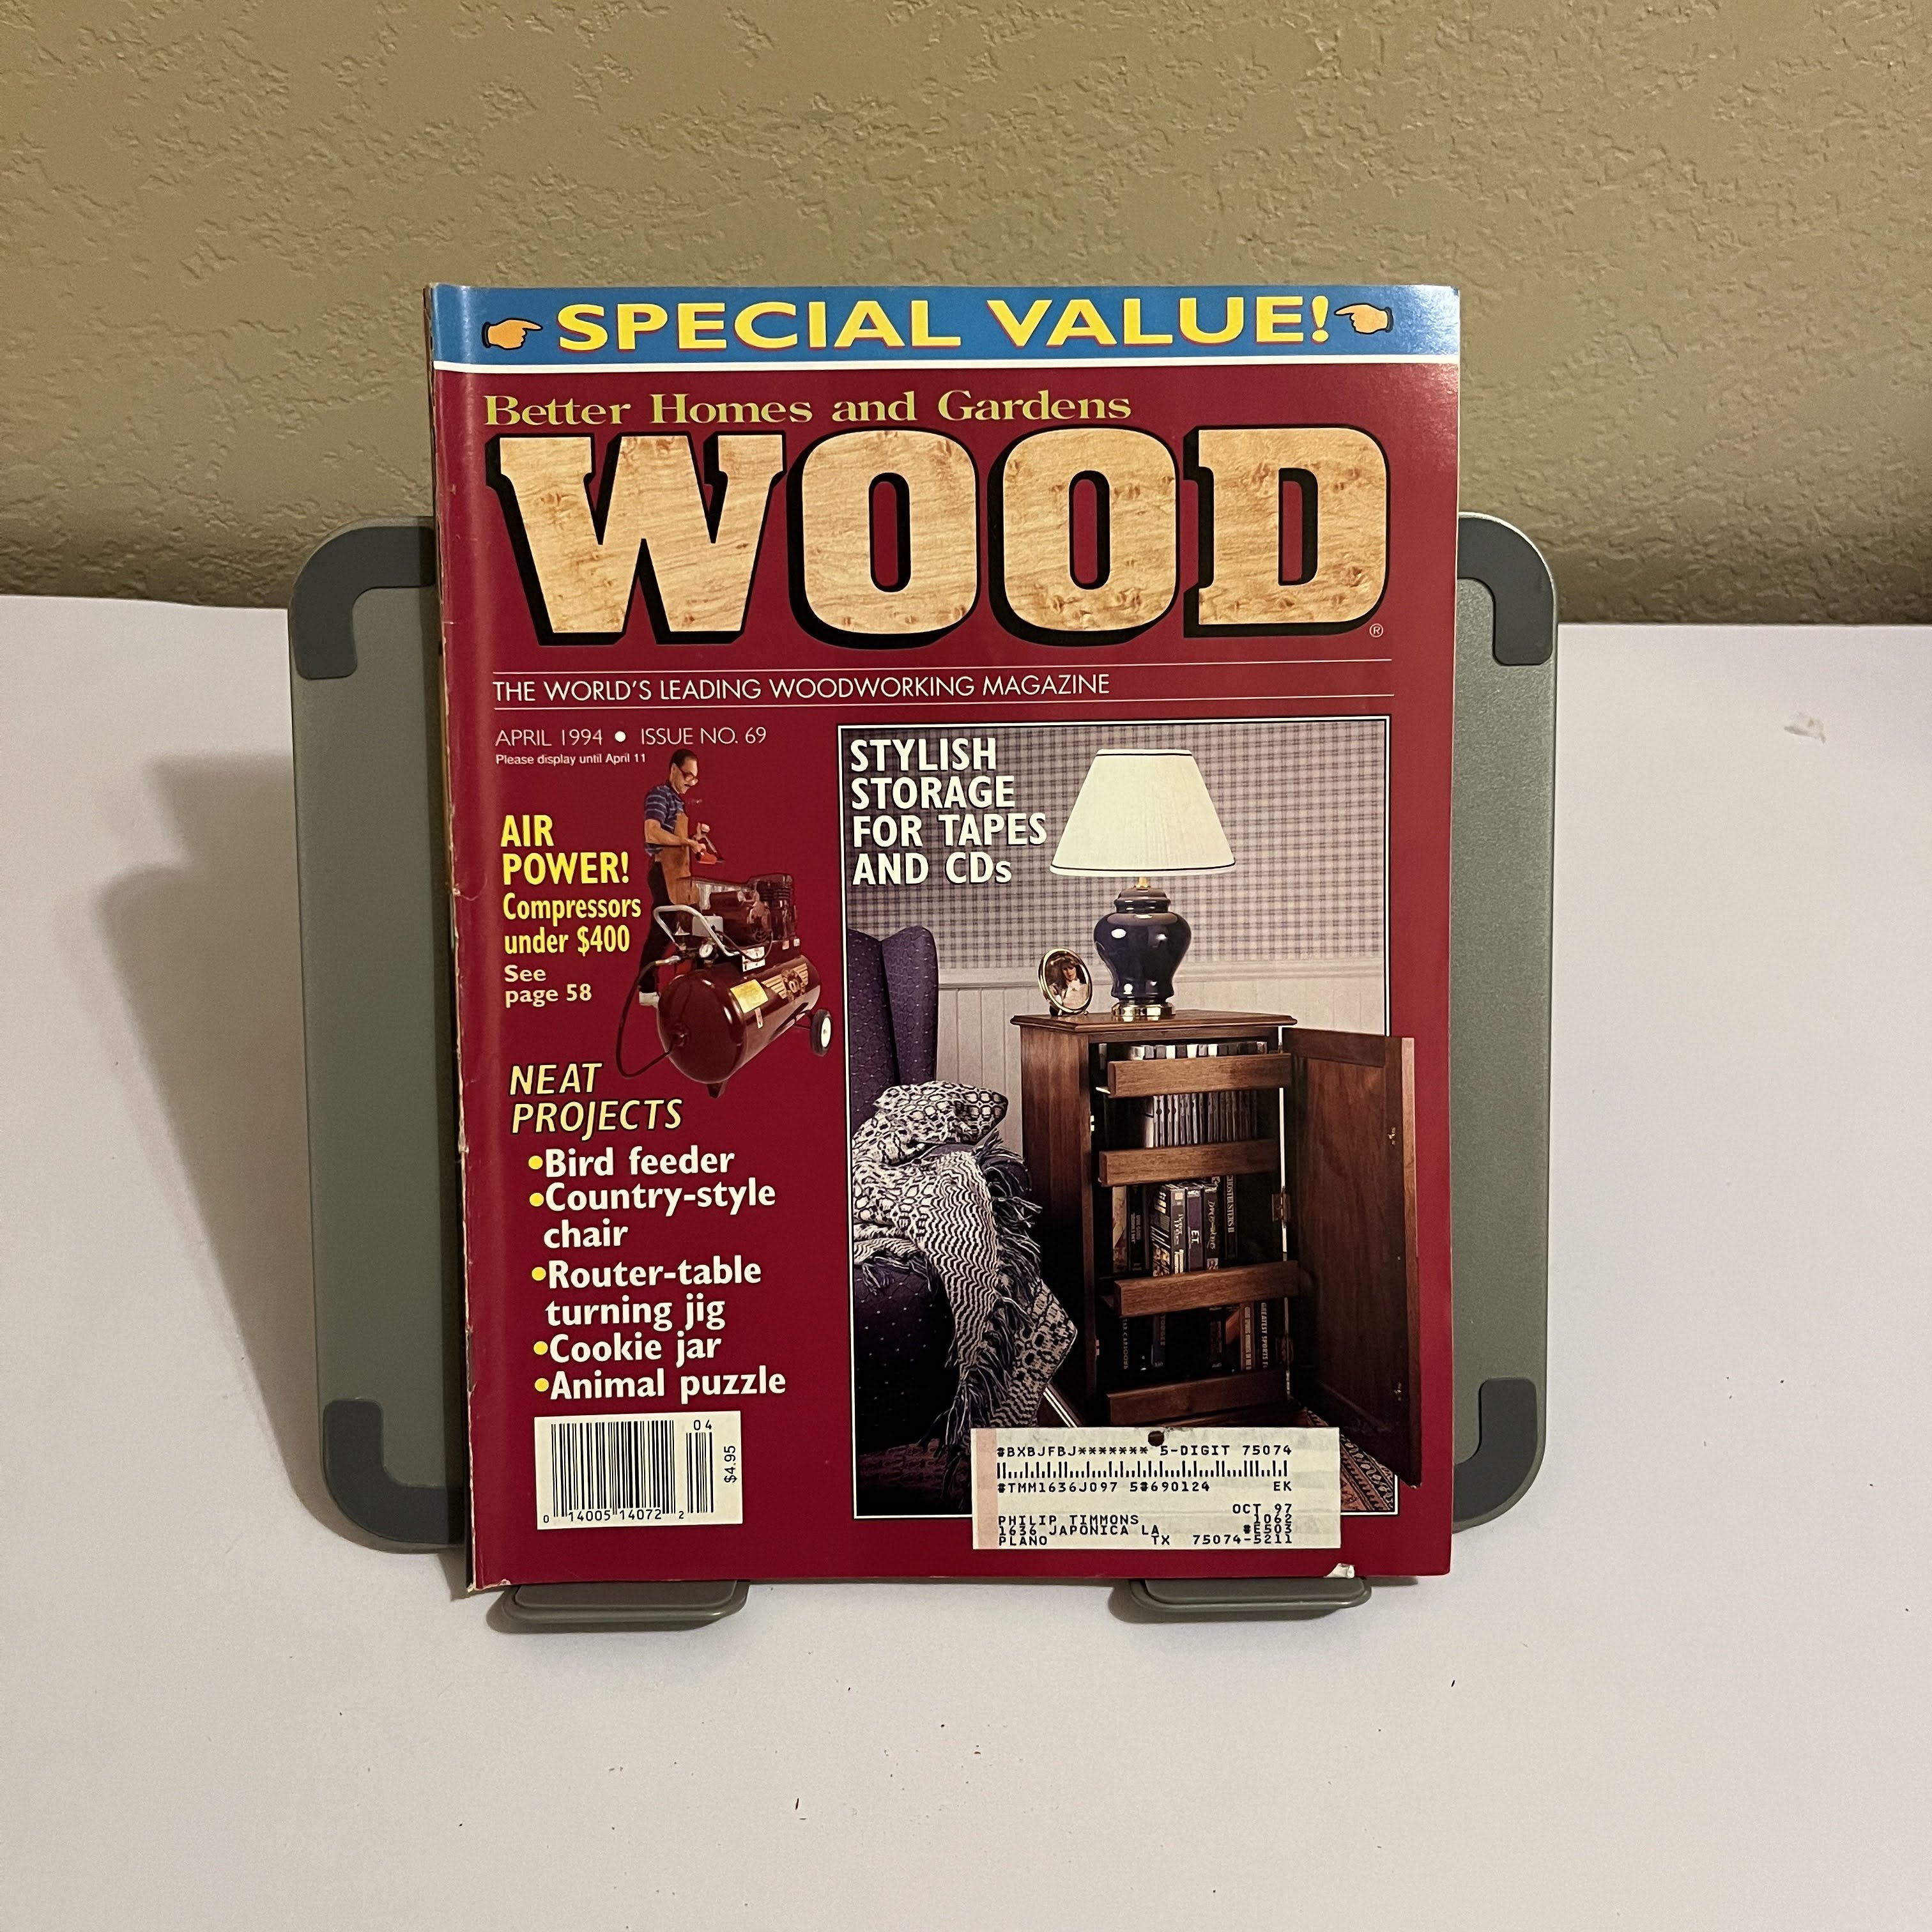 SPECIAL VALUE!
Better Homes and Gardens
WOOD®
THE WORLD'S LEADING WOODWORKING MAGAZINE
APRIL 1994 ● ISSUE NO. 69
Please display until April 11
AIR
POWER!
Compressors
under $400
See
page 58
NEAT
PROJECTS
•Bird feeder
•Country-style
chair
•Router-table
turning jig
•Cookie jar
•Animal puzzle
STYLISH
STORAGE
FOR TAPES
AND CDs
E.T.
GHOSTBUSTERS II
04
$4.95
0 14005 14072 2
#BXBJFBJ******* 5-DIGIT 75074
#TMM1636J097 5#690124 EK
OCT 97
PHILIP TIMMONS 1062
1636 JAPONICA LA #E503
PLANO TX 75074-5211